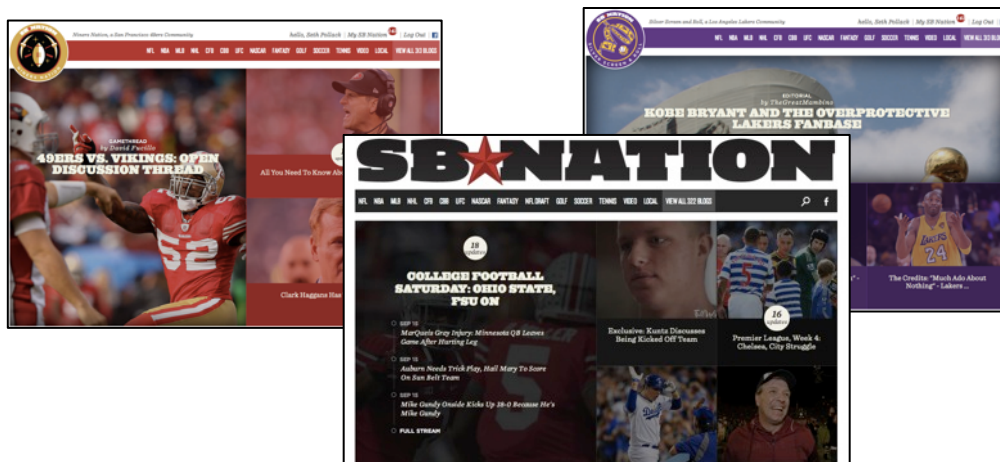 Niners Nation, a San Francisco 49ers Community
hello, Seth Pollack | My SB Nation | Log Out |
NFL NBA MLB NHL CFB CBB UFC NASCAR FANTASY GOLF SOCCER TENNIS VIDEO LOCAL VIEW ALL 313 BLOGS
GAMETHREAD
by David Fucillo
49ERS VS. VIKINGS: OPEN
DISCUSSION THREAD
52
All You Need To Know
Clark Haggans Has
Silver Screen and Roll, a Los Angeles Lakers Community
hello, Seth Pollack | My SB Nation | Log Out |
NFL NBA MLB NHL CFB CBB UFC NASCAR FANTASY GOLF SOCCER TENNIS VIDEO LOCAL VIEW ALL 313
EDITORIAL
by TheGreatMambino
KOBE BRYANT AND THE OVERPROTECTIVE
LAKERS FANBASE
LAKERS
24
The Credits: "Much Ado About
Nothing" - Lakers ...
SB NATION
NFL NBA MLB NHL CFB CBB UFC NASCAR FANTASY NFL DRAFT GOLF SOCCER TENNIS VIDEO LOCAL VIEW ALL 322 BLOGS
18
updates
COLLEGE FOOTBALL
SATURDAY: OHIO STATE,
FSU ON
SEP 15
MarQueis Gray Injury: Minnesota QB Leaves
Game After Hurting Leg
SEP 15
Auburn Needs Trick Play, Hail Mary To Score
On Sun Belt Team
SEP 15
Mike Gundy Onside Kicks Up 36-0 Because He's
Mike Gundy
FULL STREAM
Exclusive: Kuntz Discusses
Being Kicked Off Team
16
updates
Premier League, Week 4:
Chelsea, City Struggle